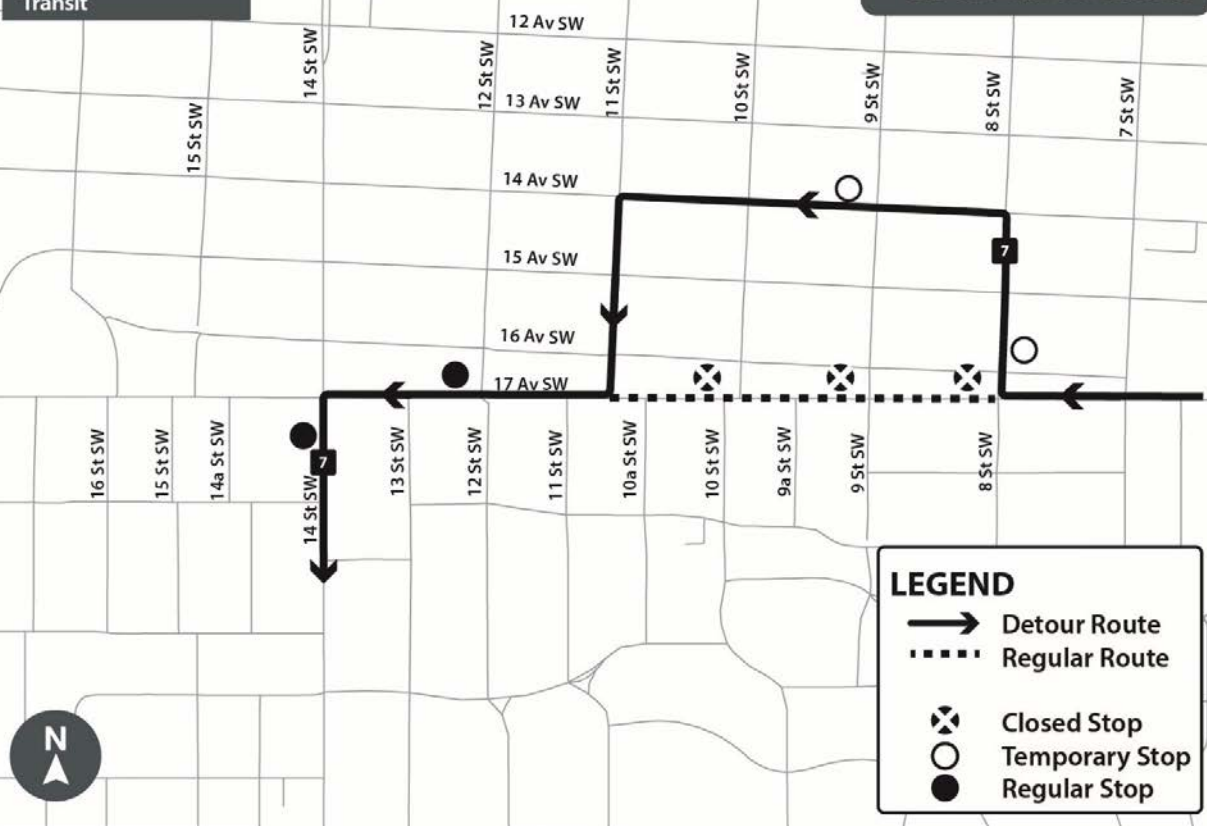 Transit
12 Av SW
14 St SW
12 St SW
11 St SW
10 St SW
9 St SW
8 St SW
7 St SW
13 Av SW
15 St SW
14 Av SW
7
15 Av SW
16 Av SW
17 Av SW
16 St SW
15 St SW
14a St SW
7
14 St SW
13 St SW
12 St SW
11 St SW
10a St SW
10 St SW
9a St SW
9 St SW
8 St SW
LEGEND
Detour Route
Regular Route
Closed Stop
Temporary Stop
Regular Stop
N